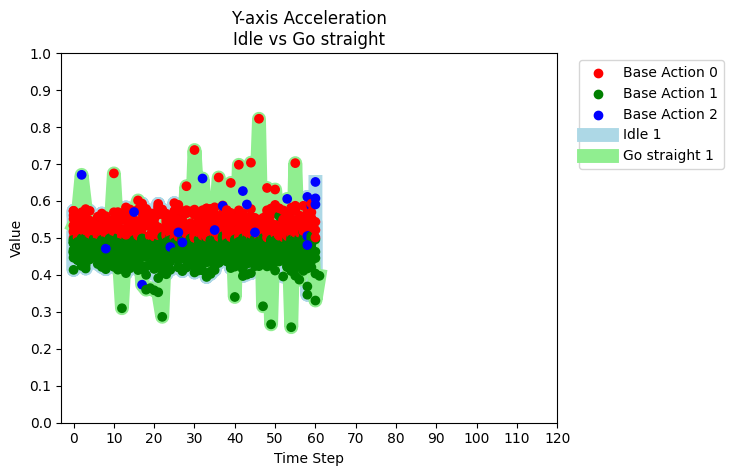 Y-axis Acceleration
Idle vs Go straight
1.0
0.9
0.8
0.7
0.6
0.5
0.4
0.3
0.2
0.1
0.0
Value
0 10 20 30 40 50 60 70 80 90 100 110 120
Time Step
Base Action 0
Base Action 1
Base Action 2
Idle 1
Go straight 1